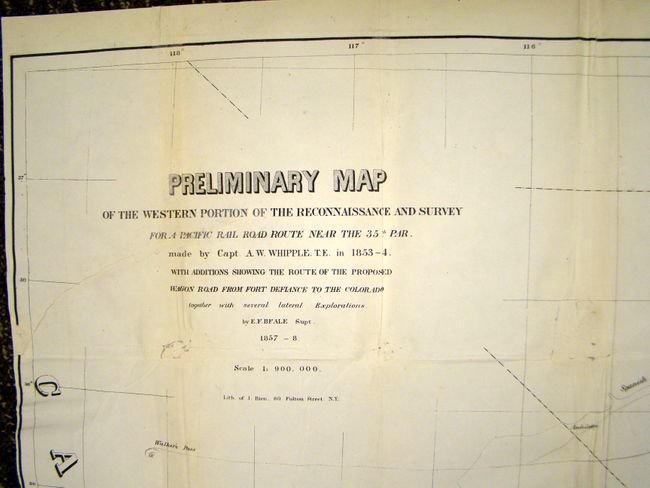 118° 117° 116°
37
PRELIMINARY MAP
OF THE WESTERN PORTION OF THE RECONNAISSANCE AND SURVEY
FOR A PACIFIC RAIL ROAD ROUTE NEAR THE 35th PAR.
made by Capt. A.W. WHIPPLE. T.E. in 1853-4.
WITH ADDITIONS SHOWING THE ROUTE OF THE PROPOSED
WAGON ROAD FROM FORT DEFIANCE TO THE COLORADO
together with several lateral Explorations
by E.F. BEALE Supt.
1857 - 8
Scale 1: 900,000.
Lith. of J. Bien, 60 Fulton Street N.Y.
C
Spanish
Walker's Pass
A